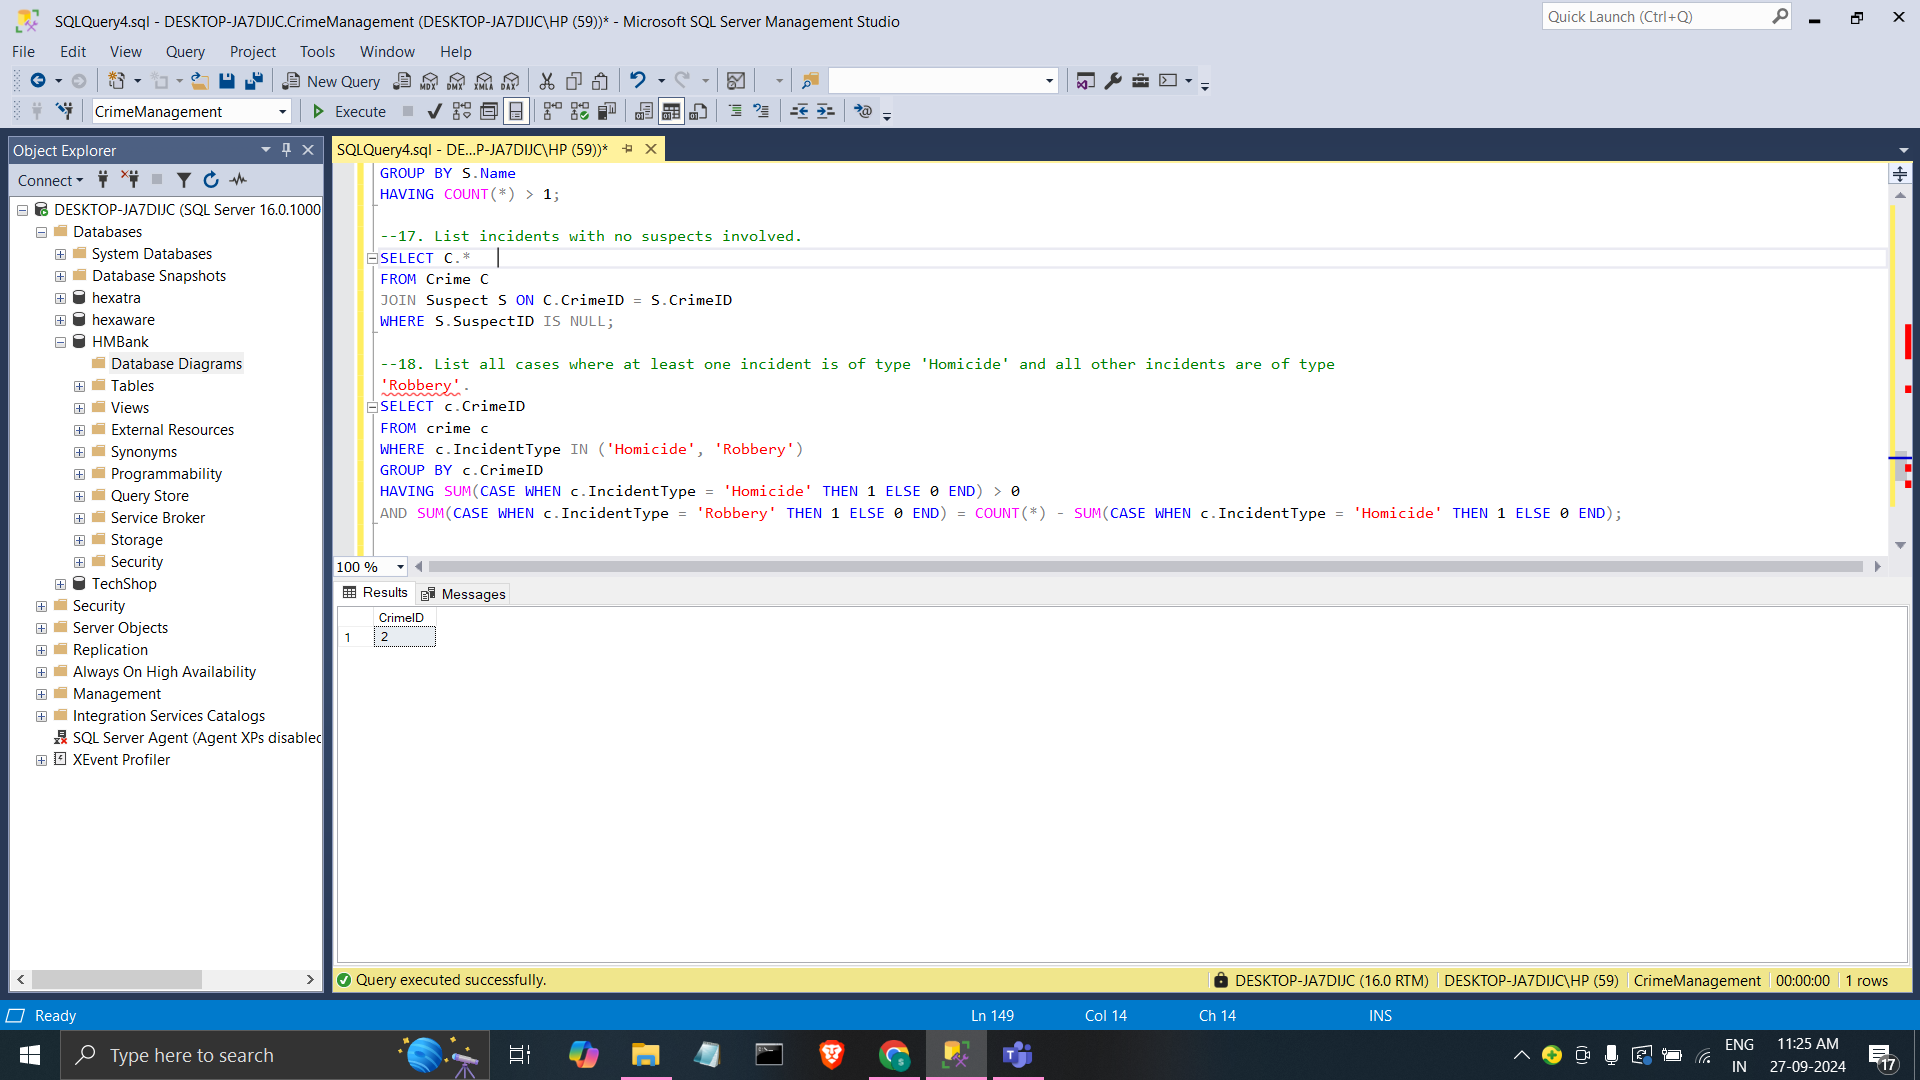 SQLQuery4.sql - DESKTOP-JA7DIJC.CrimeManagement (DESKTOP-JA7DIJC\HP (59))* - Microsoft SQL Server Management Studio
Quick Launch (Ctrl+Q)
File Edit View Query Project Tools Window Help
New Query MDX DMX XMLA DAX
CrimeManagement Execute
Object Explorer
Connect
DESKTOP-JA7DIJC (SQL Server 16.0.1000
Databases
System Databases
Database Snapshots
hexatra
hexaware
HMBank
Database Diagrams
Tables
Views
External Resources
Synonyms
Programmability
Query Store
Service Broker
Storage
Security
TechShop
Security
Server Objects
Replication
Always On High Availability
Management
Integration Services Catalogs
SQL Server Agent (Agent XPs disabled
XEvent Profiler
SQLQuery4.sql - DE...P-JA7DIJC\HP (59))*
GROUP BY S.Name
HAVING COUNT(*) > 1;
--17. List incidents with no suspects involved.
SELECT C.*
FROM Crime C
JOIN Suspect S ON C.CrimeID = S.CrimeID
WHERE S.SuspectID IS NULL;
--18. List all cases where at least one incident is of type 'Homicide' and all other incidents are of type
'Robbery'.
SELECT c.CrimeID
FROM crime c
WHERE c.IncidentType IN ('Homicide', 'Robbery')
GROUP BY c.CrimeID
HAVING SUM(CASE WHEN c.IncidentType = 'Homicide' THEN 1 ELSE 0 END) > 0
AND SUM(CASE WHEN c.IncidentType = 'Robbery' THEN 1 ELSE 0 END) = COUNT(*) - SUM(CASE WHEN c.IncidentType = 'Homicide' THEN 1 ELSE 0 END);
100 %
Results Messages
CrimeID
1 2
Query executed successfully.
DESKTOP-JA7DIJC (16.0 RTM) DESKTOP-JA7DIJC\HP (59) CrimeManagement 00:00:00 1 rows
Ready Ln 149 Col 14 Ch 14 INS
Type here to search
ENG
IN
11:25 AM
27-09-2024
17